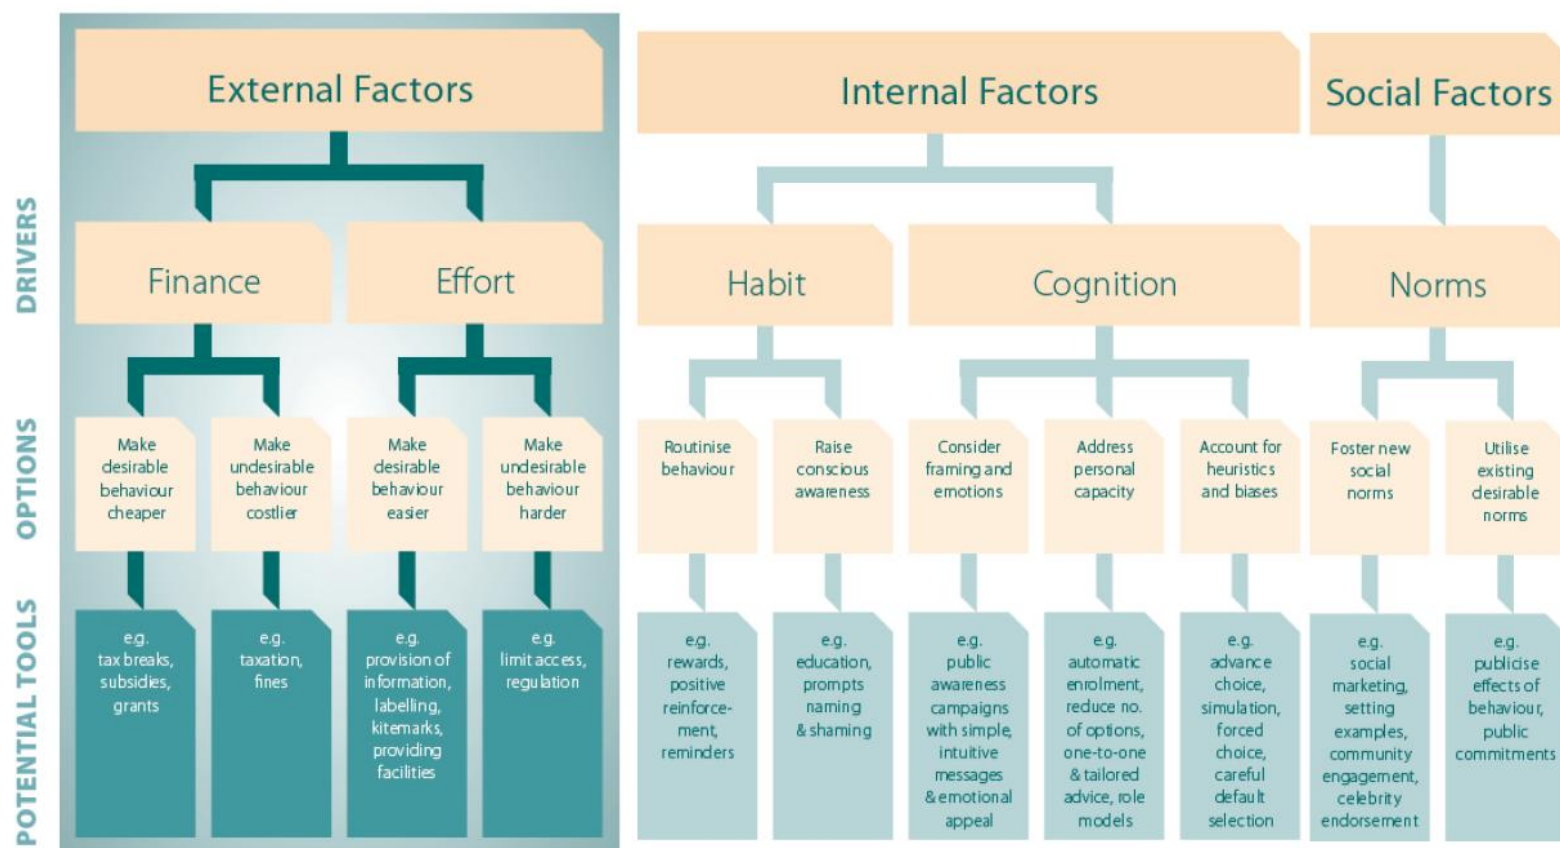 External Factors
Internal Factors
Social Factors
DRIVERS
Finance
Effort
Habit
Cognition
Norms
OPTIONS
Make
desirable
behaviour
cheaper
Make
undesirable
behaviour
costlier
Make
desirable
behaviour
easier
Make
undesirable
behaviour
harder
Routinise
behaviour
Raise
conscious
awareness
Consider
framing and
emotions
Address
personal
capacity
Account for
heuristics
and biases
Foster new
social
norms
Utilise
existing
desirable
norms
POTENTIAL TOOLS
e.g.
tax breaks,
subsidies,
grants
e.g.
taxation,
fines
e.g.
provision of
information,
labelling,
kitemarks,
providing
facilities
e.g.
limit access,
regulation
e.g.
rewards,
positive
reinforce-
ment,
reminders
e.g.
education,
prompts
naming
& shaming
e.g.
public
awareness
campaigns
with simple,
intuitive
messages
& emotional
appeal
e.g.
automatic
enrolment,
reduce no.
of options,
one-to-one
& tailored
advice, role
models
e.g.
advance
choice,
simulation,
forced
choice,
careful
default
selection
e.g.
social
marketing,
setting
examples,
community
engagement,
celebrity
endorsement
e.g.
publicise
effects of
behaviour,
public
commitments